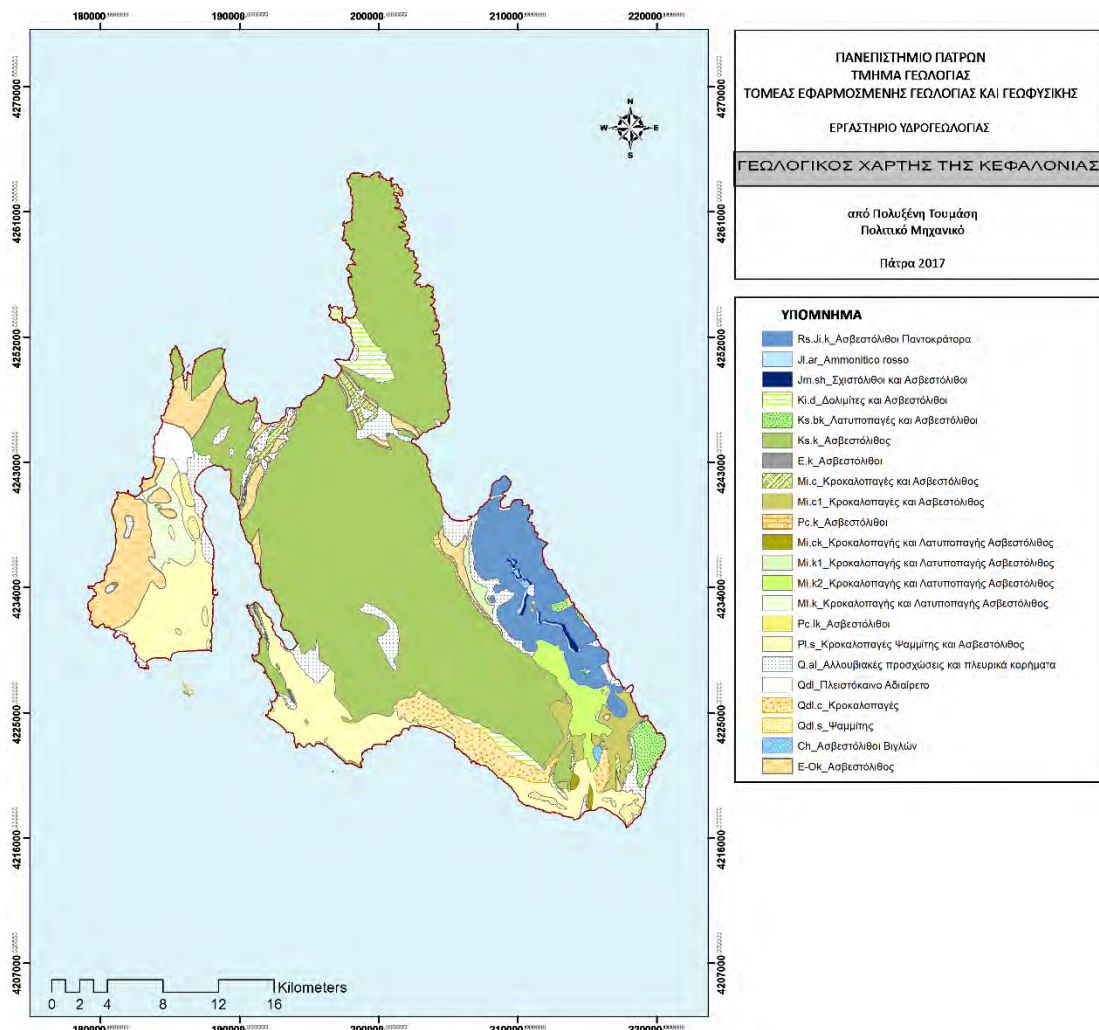 180000,000000 190000,000000 200000,000000 210000,000000 220000,000000
4270000
4261000
4252000
4243000
4234000
4225000
4216000
4207000
N
W E
S
ΠΑΝΕΠΙΣΤΗΜΙΟ ΠΑΤΡΩΝ
ΤΜΗΜΑ ΓΕΩΛΟΓΙΑΣ
ΤΟΜΕΑΣ ΕΦΑΡΜΟΣΜΕΝΗΣ ΓΕΩΛΟΓΙΑΣ ΚΑΙ ΓΕΩΦΥΣΙΚΗΣ
ΕΡΓΑΣΤΗΡΙΟ ΥΔΡΟΓΕΩΛΟΓΙΑΣ
ΓΕΩΛΟΓΙΚΟΣ ΧΑΡΤΗΣ ΤΗΣ ΚΕΦΑΛΟΝΙΑΣ
από Πολυξένη Τουμάση
Πολιτικό Μηχανικό
Πάτρα 2017
ΥΠΟΜΝΗΜΑ
Rs.Ji.k_Ασβεστόλιθοι Παντοκράτορα
Jl.ar_Ammonitico rosso
Jm.sh_Σχιστόλιθοι και Ασβεστόλιθοι
Ki.d_Δολιμίτες και Ασβεστόλιθοι
Ks.bk_Λατυποπαγές και Ασβεστόλιθοι
Ks.k_Ασβεστόλιθος
E.k_Ασβεστόλιθοι
Mi.c_Κροκαλοπαγές και Ασβεστόλιθος
Mi.c1_Κροκαλοπαγές και Ασβεστόλιθος
Pc.k_Ασβεστόλιθοι
Mi.ck_Κροκαλοπαγής και Λατυποπαγής Ασβεστόλιθος
Mi.k1_Κροκαλοπαγής και Λατυποπαγής Ασβεστόλιθος
Mi.k2_Κροκαλοπαγής και Λατυποπαγής Ασβεστόλιθος
Ml.k_Κροκαλοπαγής και Λατυποπαγής Ασβεστόλιθος
Pc.lk_Ασβεστόλιθοι
Pl.s_Κροκαλοπαγές Ψαμμίτης και Ασβεστόλιθος
Q.al_Αλλουβιακές προσχώσεις και πλευρικά κορήματα
Qdl_Πλειστόκαινο Αδιαίρετο
Qdl.c_Κροκαλοπαγές
Qdl.s_Ψαμμίτης
Ch_Ασβεστόλιθοι Βιγλών
E-Ok_Ασβεστόλιθος
Kilometers
0 2 4 8 12 16
180000 190000 200000 210000 220000